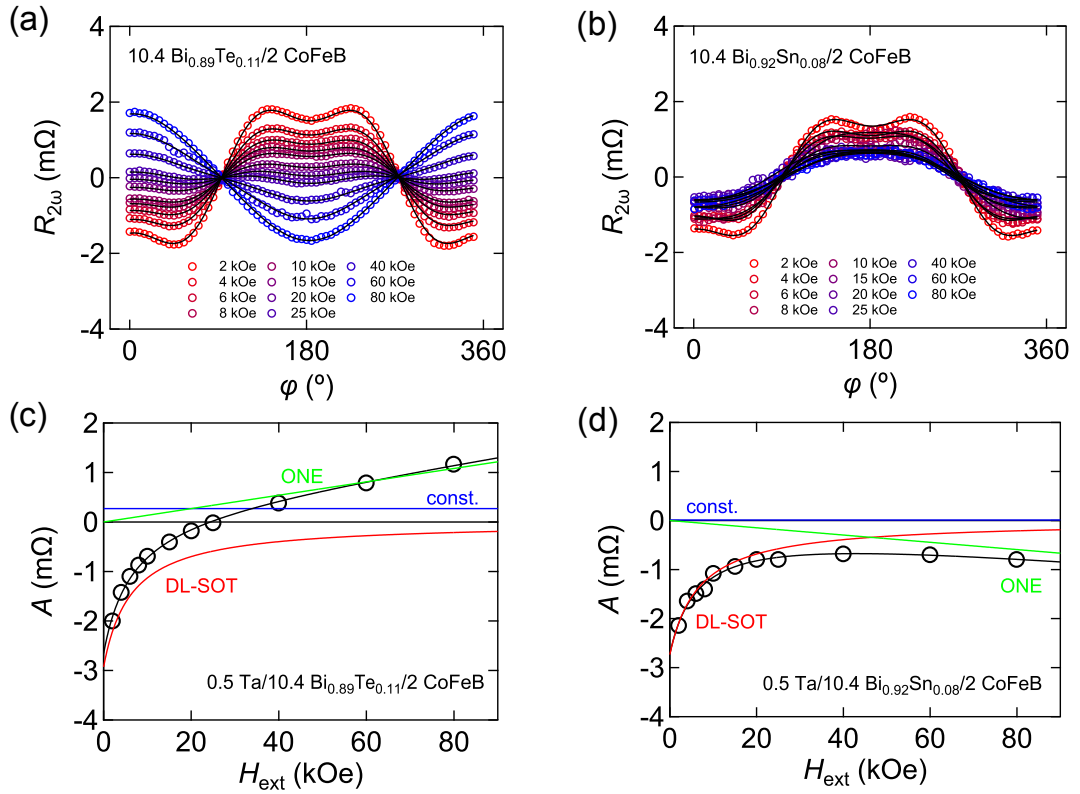 (a)
10.4 Bi0.89Te0.11/2 CoFeB
R2ω (mΩ)
4
2
0
-2
-4
2 kOe 10 kOe 40 kOe
4 kOe 15 kOe 60 kOe
6 kOe 20 kOe 80 kOe
8 kOe 25 kOe
0 180 360
φ (º)
(b)
10.4 Bi0.92Sn0.08/2 CoFeB
R2ω (mΩ)
4
2
0
-2
-4
2 kOe 10 kOe 40 kOe
4 kOe 15 kOe 60 kOe
6 kOe 20 kOe 80 kOe
8 kOe 25 kOe
0 180 360
φ (º)
(c)
A (mΩ)
2
1
0
-1
-2
-3
-4
ONE
const.
DL-SOT
0.5 Ta/10.4 Bi0.89Te0.11/2 CoFeB
0 20 40 60 80
Hext (kOe)
(d)
A (mΩ)
2
1
0
-1
-2
-3
-4
const.
ONE
DL-SOT
0.5 Ta/10.4 Bi0.92Sn0.08/2 CoFeB
0 20 40 60 80
Hext (kOe)